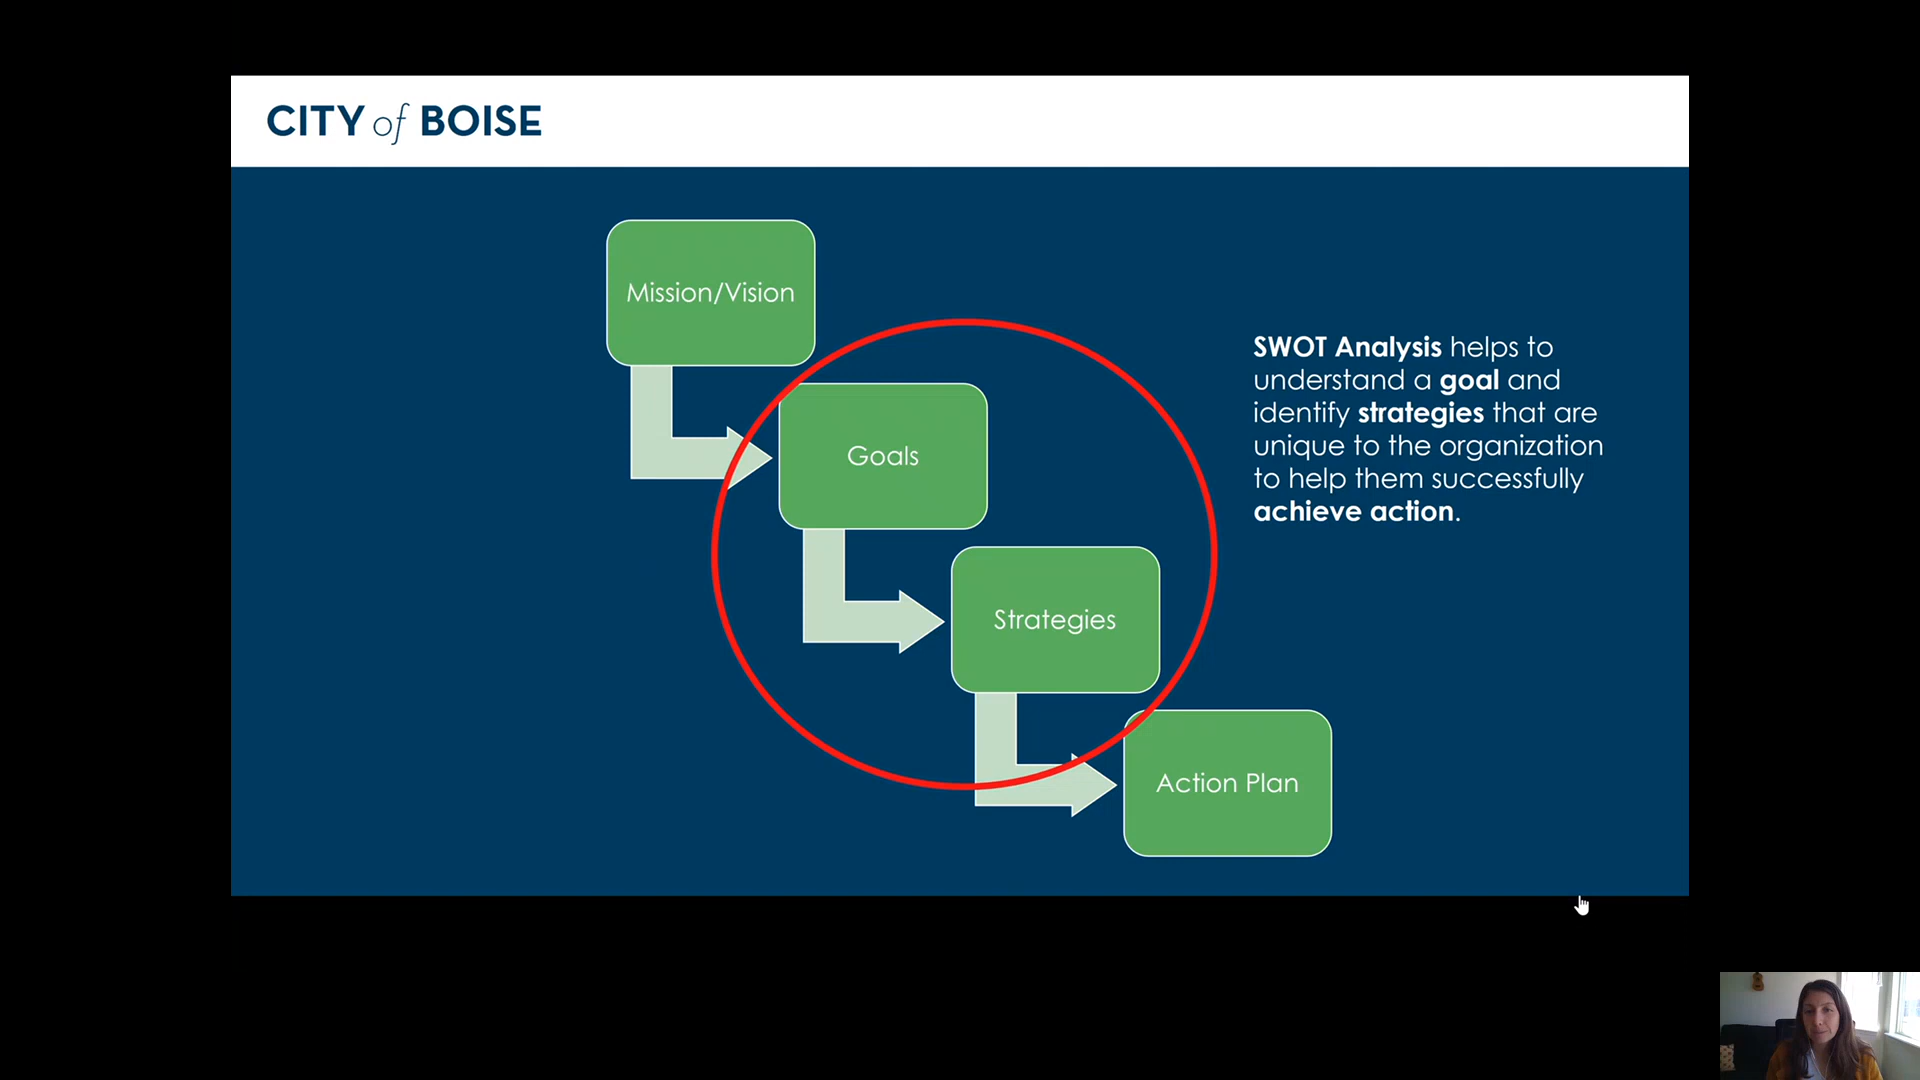 CITY of BOISE
Mission/Vision
Goals
Strategies
Action Plan
SWOT Analysis helps to
understand a goal and
identify strategies that are
unique to the organization
to help them successfully
achieve action.